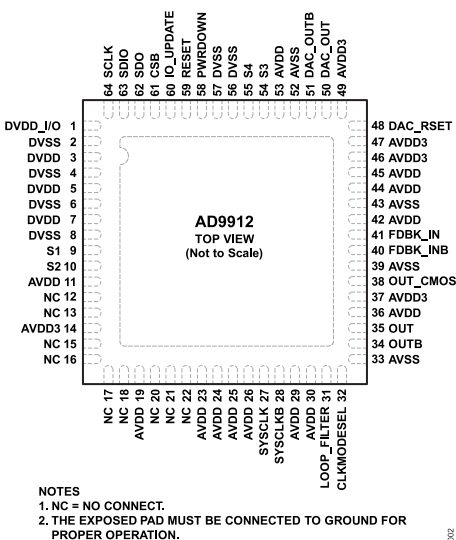 64 SCLK
63 SDIO
62 SDO
61 CSB
60 IO_UPDATE
59 RESET
58 PWRDOWN
57 DVSS
56 DVSS
55 S4
54 S3
53 AVDD
52 AVSS
51 DAC_OUTB
50 DAC_OUT
49 AVDD3
DVDD_I/O 1
DVSS 2
DVDD 3
DVSS 4
DVDD 5
DVSS 6
DVDD 7
DVSS 8
S1 9
S2 10
AVDD 11
NC 12
NC 13
AVDD3 14
NC 15
NC 16
AD9912
TOP VIEW
(Not to Scale)
48 DAC_RSET
47 AVDD3
46 AVDD3
45 AVDD
44 AVDD
43 AVSS
42 AVDD
41 FDBK_IN
40 FDBK_INB
39 AVSS
38 OUT_CMOS
37 AVDD3
36 AVDD
35 OUT
34 OUTB
33 AVSS
NC 17
NC 18
AVDD 19
NC 20
NC 21
NC 22
AVDD 23
AVDD 24
AVDD 25
AVDD 26
SYSCLK 27
SYSCLKB 28
AVDD 29
AVDD 30
LOOP_FILTER 31
CLKMODESEL 32
NOTES
1. NC = NO CONNECT.
2. THE EXPOSED PAD MUST BE CONNECTED TO GROUND FOR
PROPER OPERATION.
002